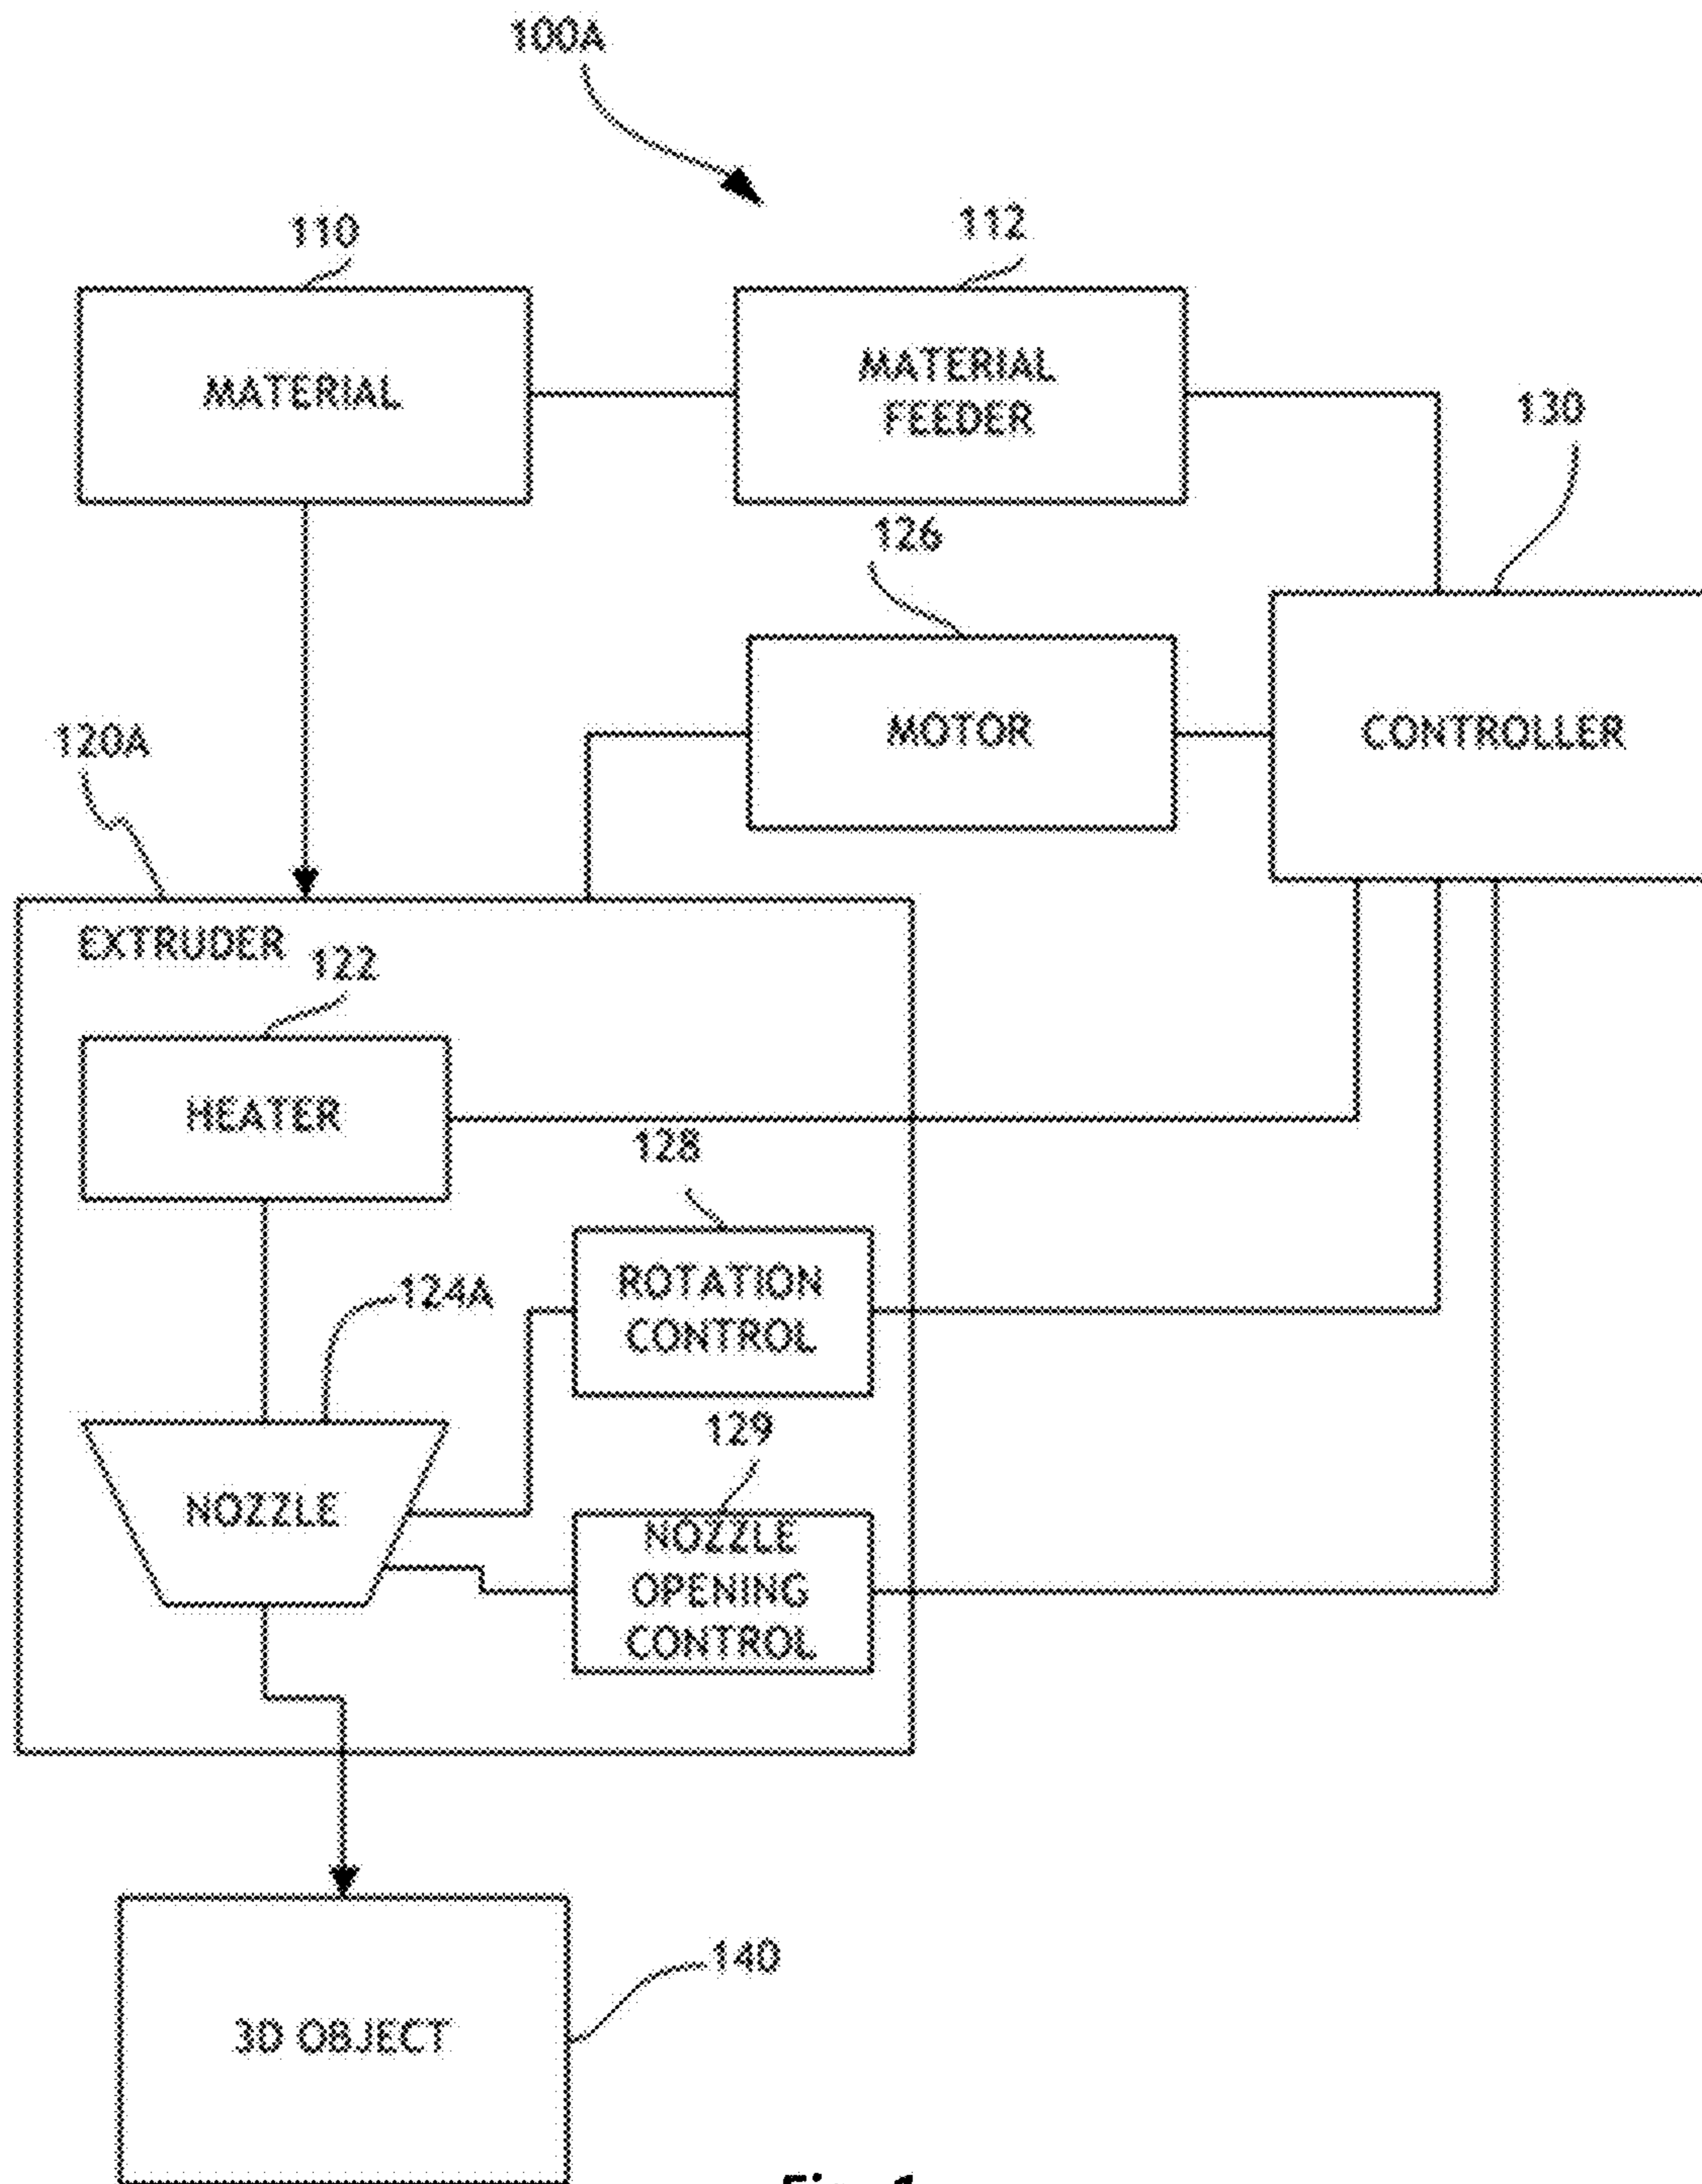 100A
110
112
MATERIAL
MATERIAL
FEEDER
130
126
MOTOR
CONTROLLER
120A
EXTRUDER
122
HEATER
128
ROTATION
CONTROL
124A
129
NOZZLE
NOZZLE
OPENING
CONTROL
140
3D OBJECT